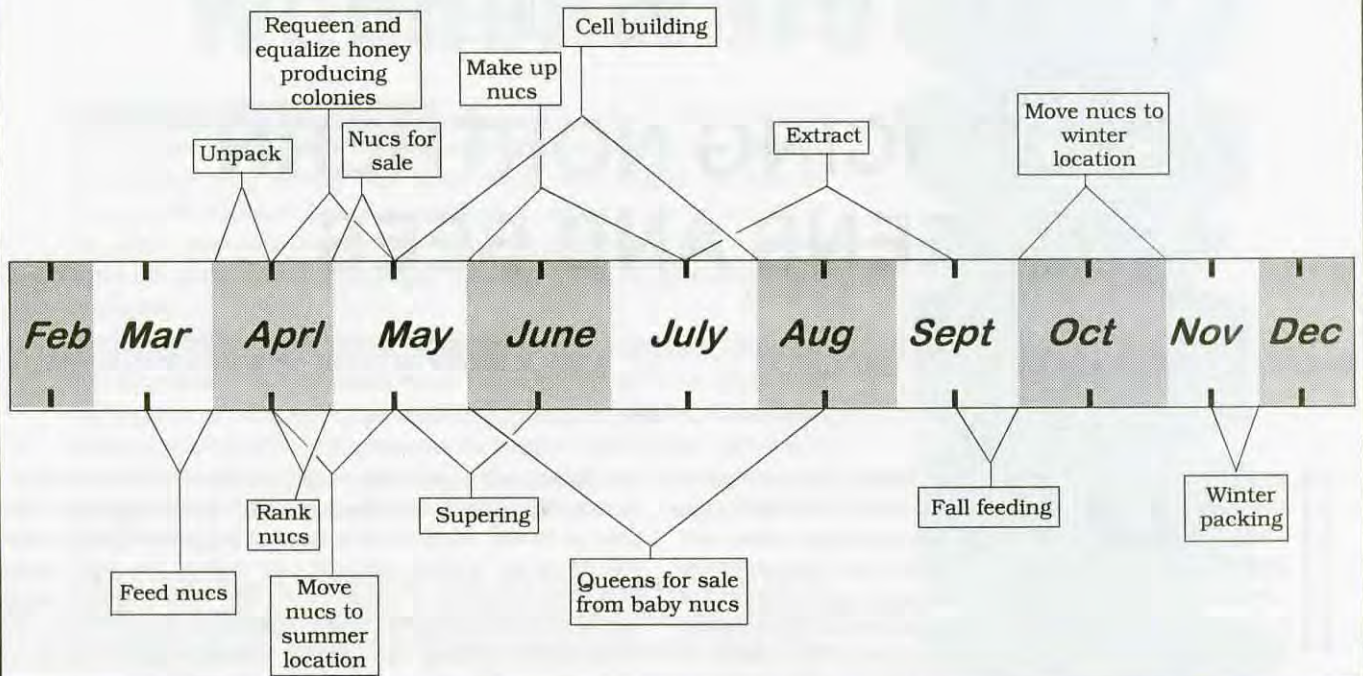 Requeen and
equalize honey
producing
colonies
Cell building
Make up
nucs
Unpack
Nucs for
sale
Extract
Move nucs to
winter
location
Feb Mar Aprl May June July Aug Sept Oct Nov Dec
Feed nucs
Rank
nucs
Move
nucs to
summer
location
Supering
Queens for sale
from baby nucs
Fall feeding
Winter
packing